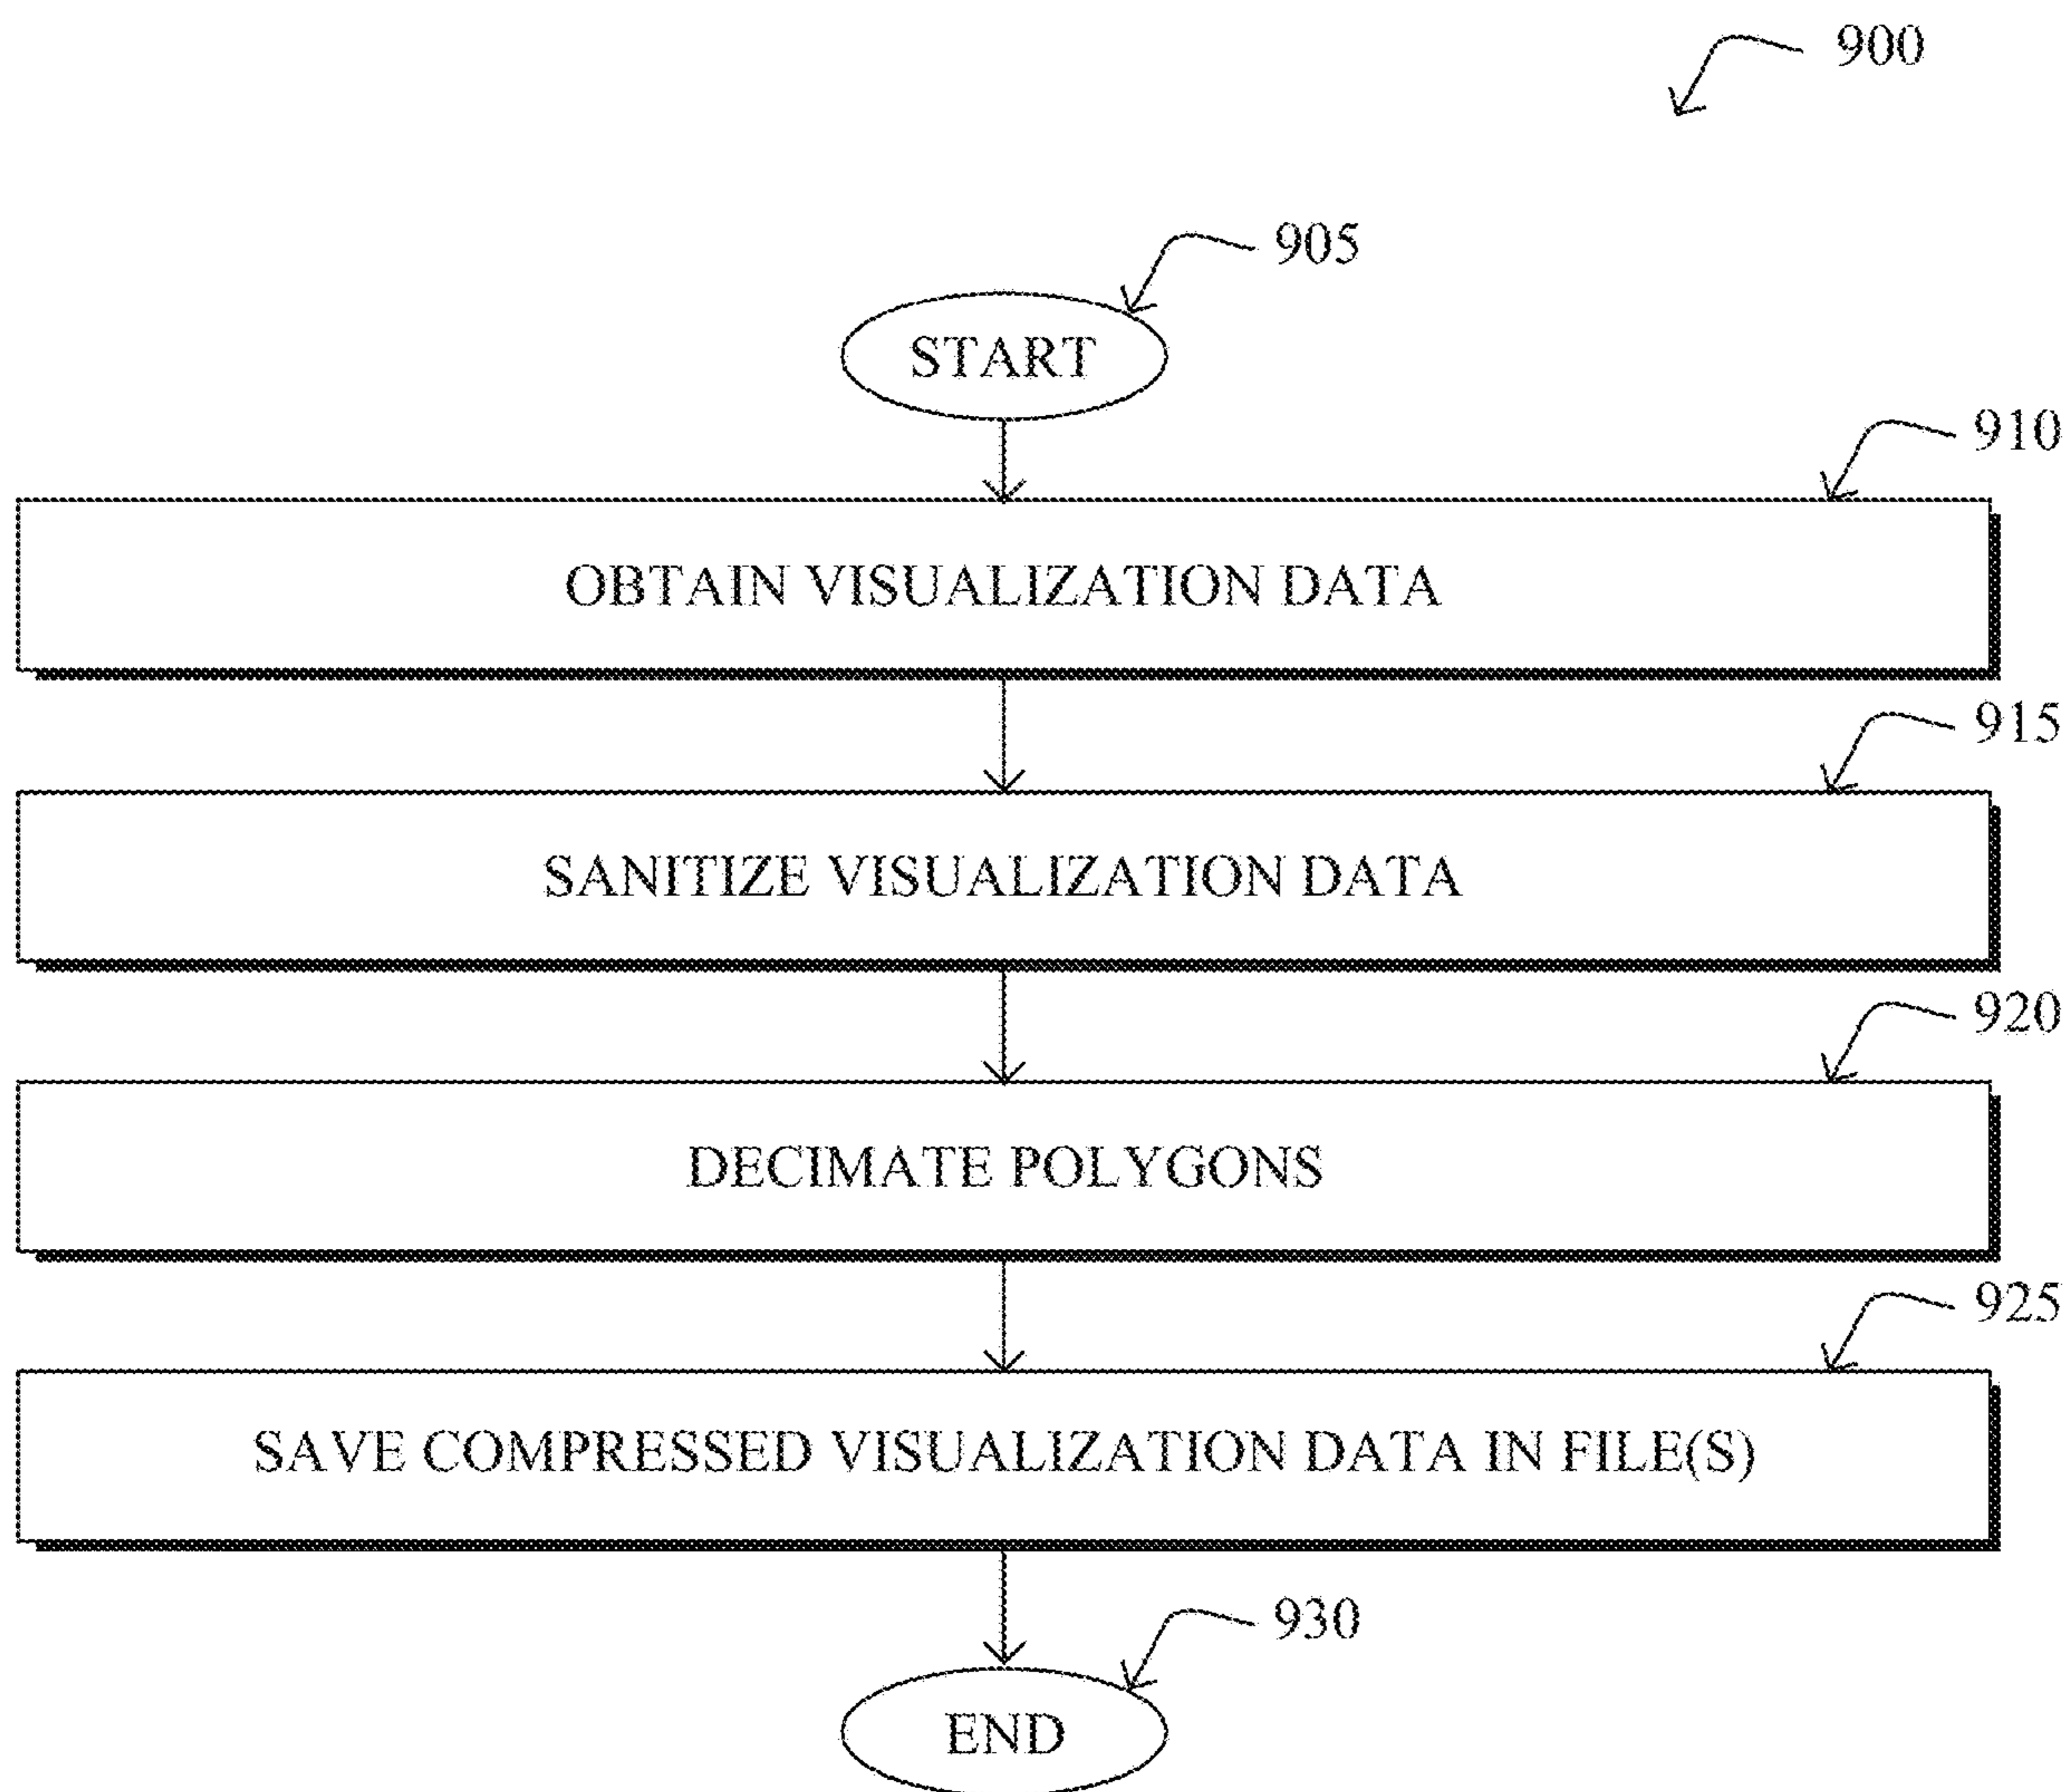 900
905
START
910
OBTAIN VISUALIZATION DATA
915
SANITIZE VISUALIZATION DATA
920
DECIMATE POLYGONS
925
SAVE COMPRESSED VISUALIZATION DATA IN FILE(S)
930
END